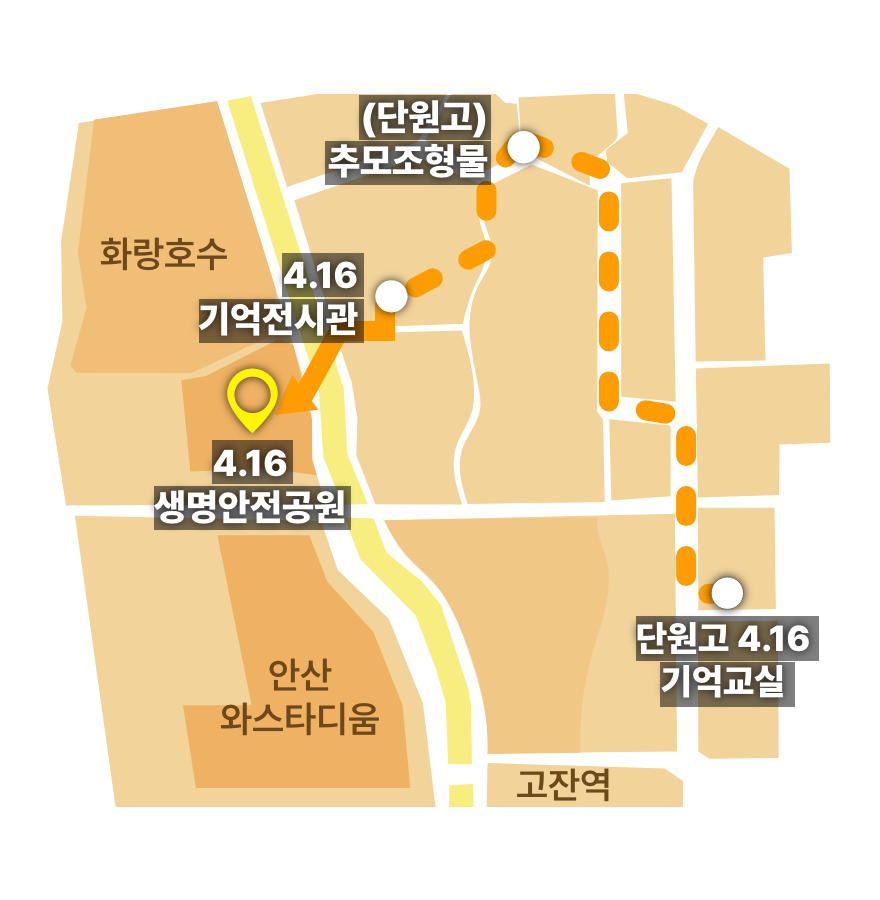 (단원고)
추모조형물
화랑호수
4.16
기억전시관
4.16
생명안전공원
단원고 4.16
기억교실
안산
와스타디움
고잔역